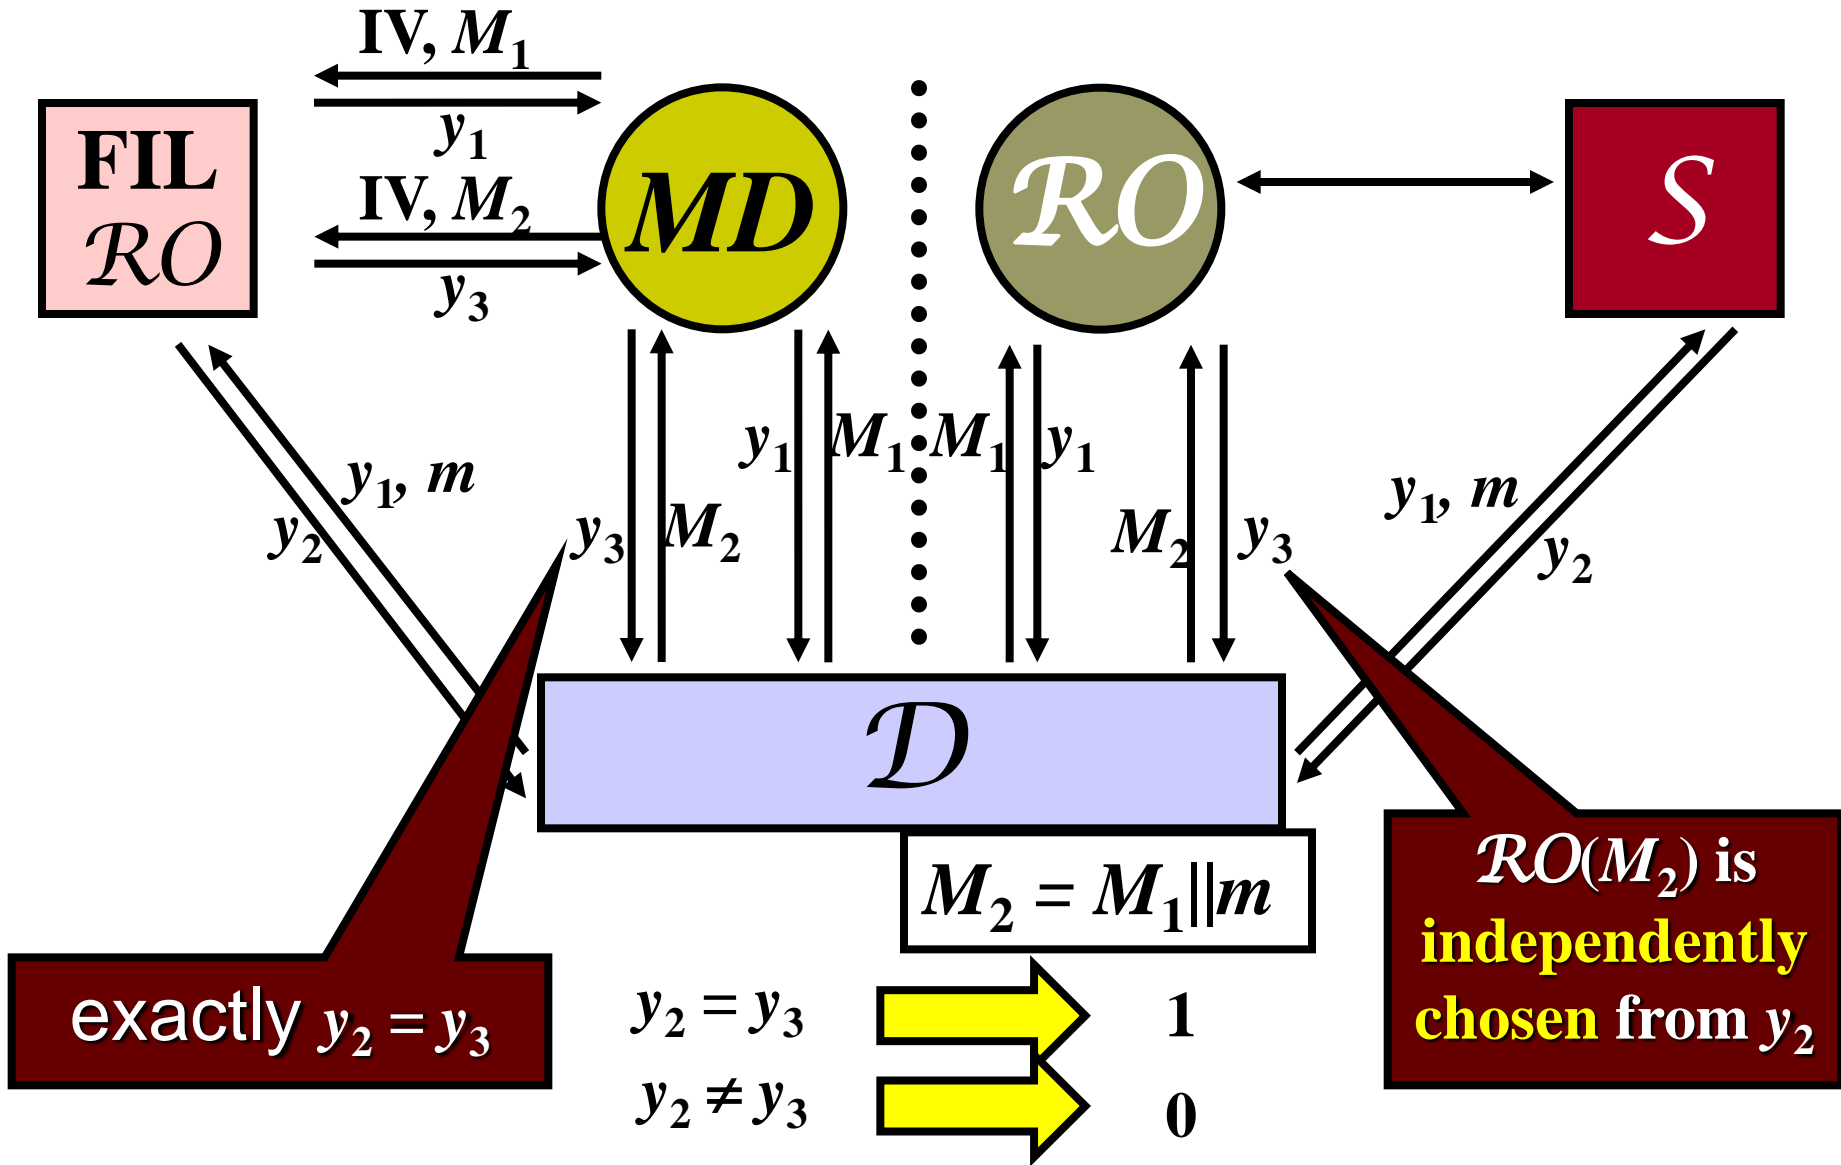 IV, M₁
y₁
IV, M₂
y₃
FIL
RO
MD
RO
S
y₁, m
y₂
y₃
M₂
y₁
M₁
M₁
y₁
M₂
y₃
y₁, m
y₂
D
M₂ = M₁||m
exactly y₂ = y₃
y₂ = y₃ 1
y₂ ≠ y₃ 0
RO(M₂) is
independently
chosen from y₂